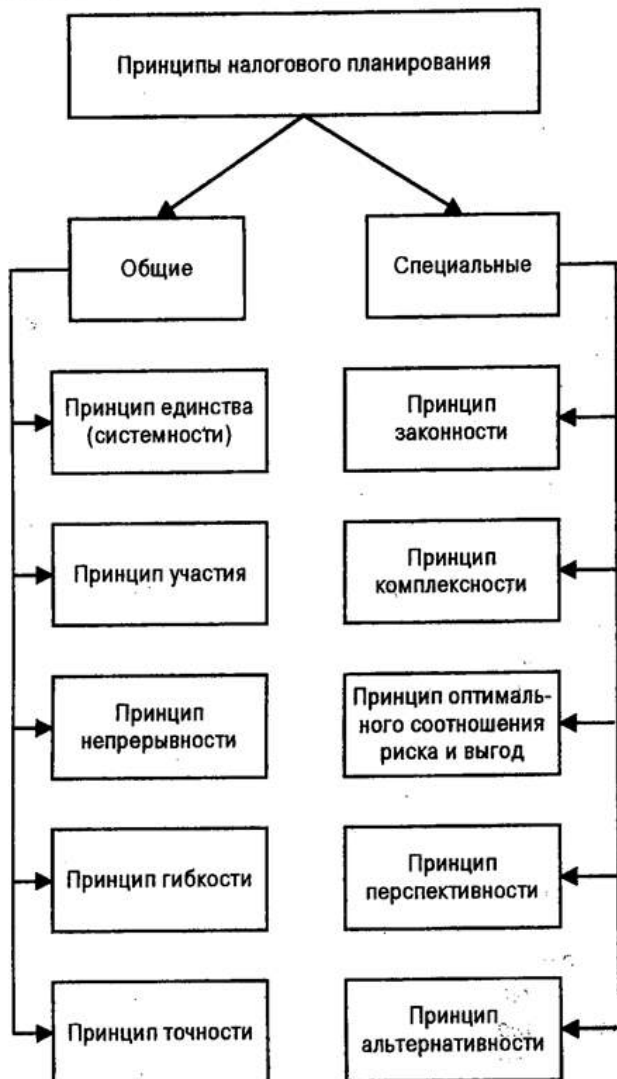 Принципы налогового планирования
Общие
Специальные
Принцип единства
(системности)
Принцип
законности
Принцип участия
Принцип
комплексности
Принцип
непрерывности
Принцип оптималь-
ного соотношения
риска и выгод
Принцип гибкости
Принцип
перспективности
Принцип точности
Принцип
альтернативности